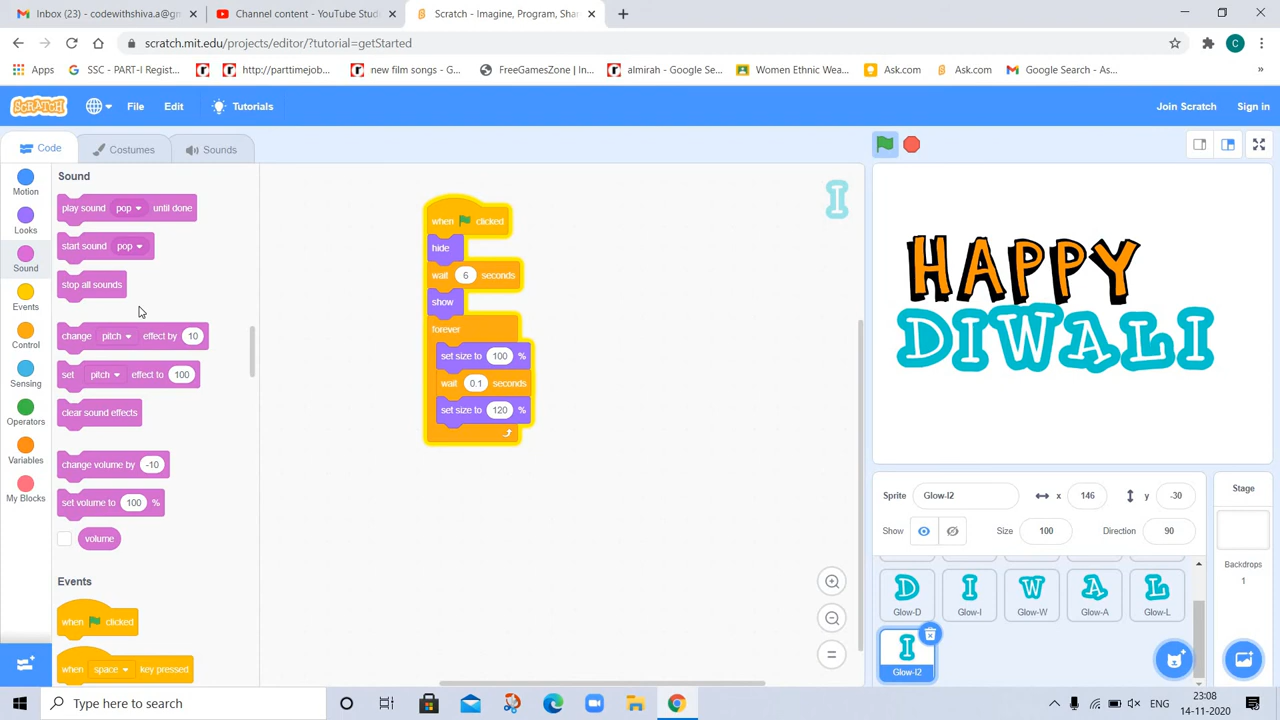 Inbox (23) - codewithshiva.a@gm
Channel content - YouTube Stud
Scratch - Imagine, Program, Shar
scratch.mit.edu/projects/editor/?tutorial=getStarted
C
Apps
SSC - PART-I Regist...
http://parttimejob...
new film songs - G...
FreeGamesZone | In...
almirah - Google Se...
Women Ethnic Wea...
Ask.com
Ask.com
Google Search - As...
SCRATCH
File
Edit
Tutorials
Join Scratch
Sign in
Code
Costumes
Sounds
Motion
Looks
Sound
Events
Control
Sensing
Operators
Variables
My Blocks
Sound
play sound pop until done
start sound pop
stop all sounds
change pitch effect by 10
set pitch effect to 100
clear sound effects
change volume by -10
set volume to 100 %
volume
Events
when clicked
when space key pressed
when clicked
hide
wait 6 seconds
show
forever
set size to 100 %
wait 0.1 seconds
set size to 120 %
I
HAPPY
DIWALI
Sprite Glow-I2 x 146 y -30
Show Size 100 Direction 90
Stage
Backdrops
1
D I W A L
Glow-D Glow-I Glow-W Glow-A Glow-L
I
Glow-I2
Type here to search
ENG
23:08
14-11-2020